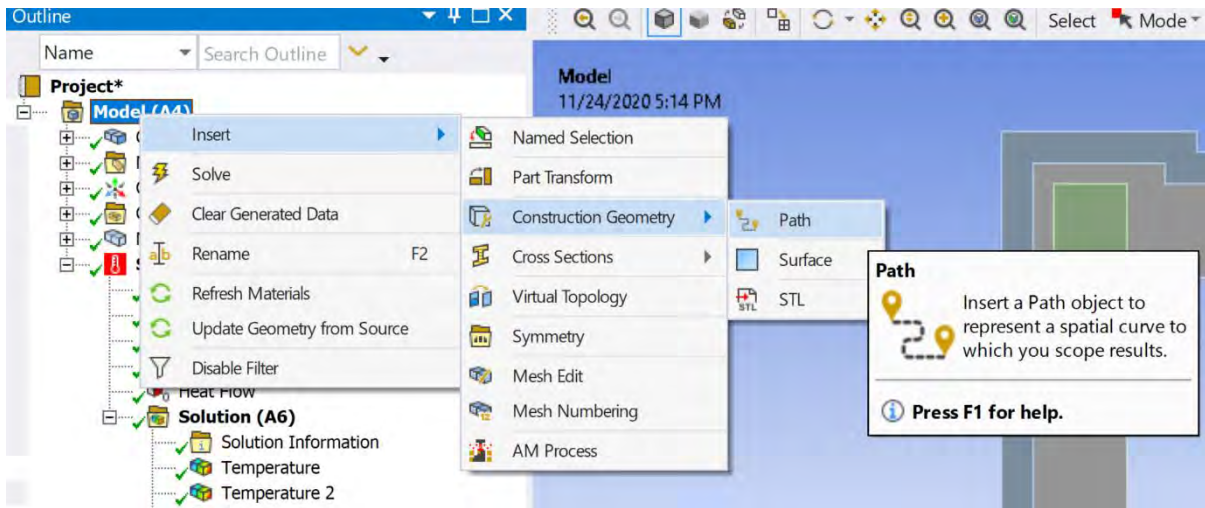 Outline
Select Mode
Name Search Outline
Project*
Model (A4)
Model
11/24/2020 5:14 PM
Insert
Solve
Clear Generated Data
Rename F2
Refresh Materials
Update Geometry from Source
Disable Filter
Named Selection
Part Transform
Construction Geometry
Cross Sections
Virtual Topology
Symmetry
Mesh Edit
Mesh Numbering
AM Process
Path
Surface
STL
Path
Insert a Path object to
represent a spatial curve to
which you scope results.
Press F1 for help.
Heat Flow
Solution (A6)
Solution Information
Temperature
Temperature 2